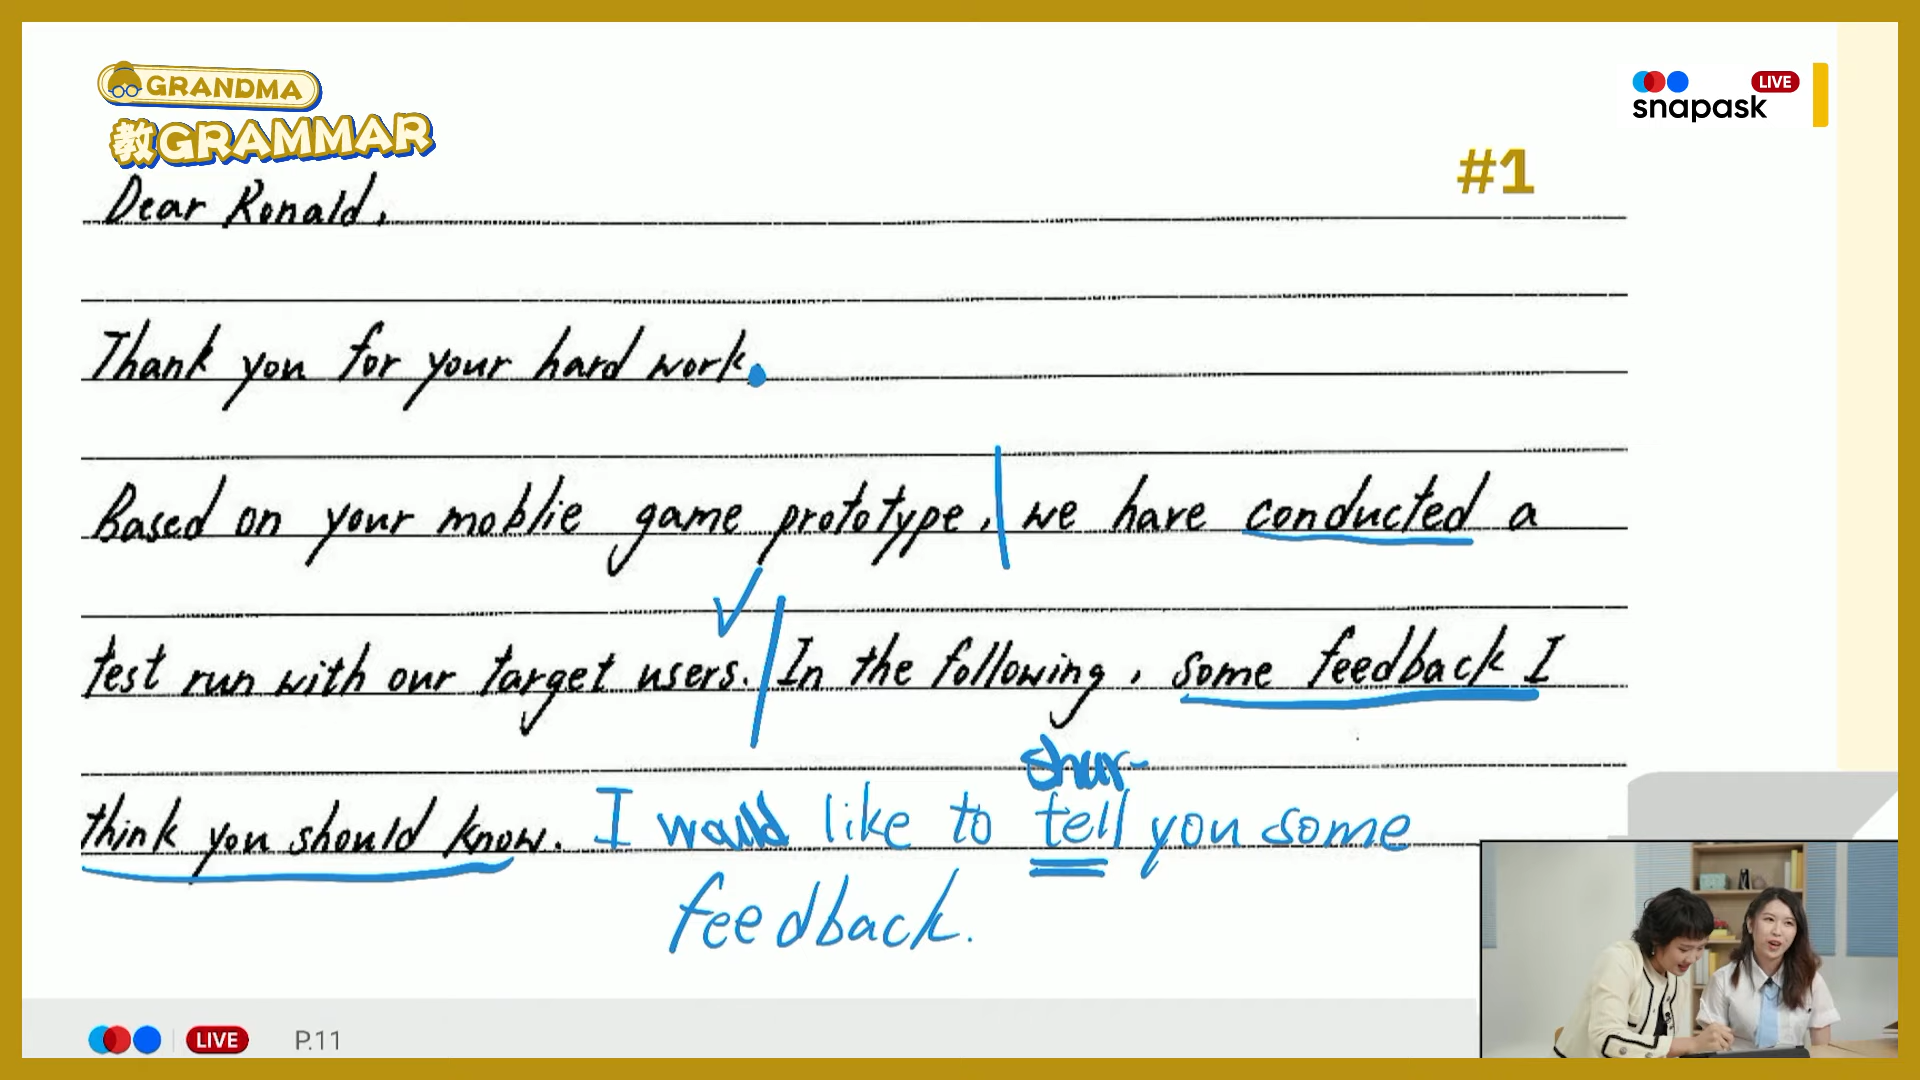 GRANDMA
教GRAMMAR
snapask LIVE
#1
Dear Ronald,
Thank you for your hard work.
Based on your moblie game prototype, we have conducted a
test run with our target users. In the following, some feedback I
think you should know. I would like to tell you some
shar-
feedback.
LIVE P.11